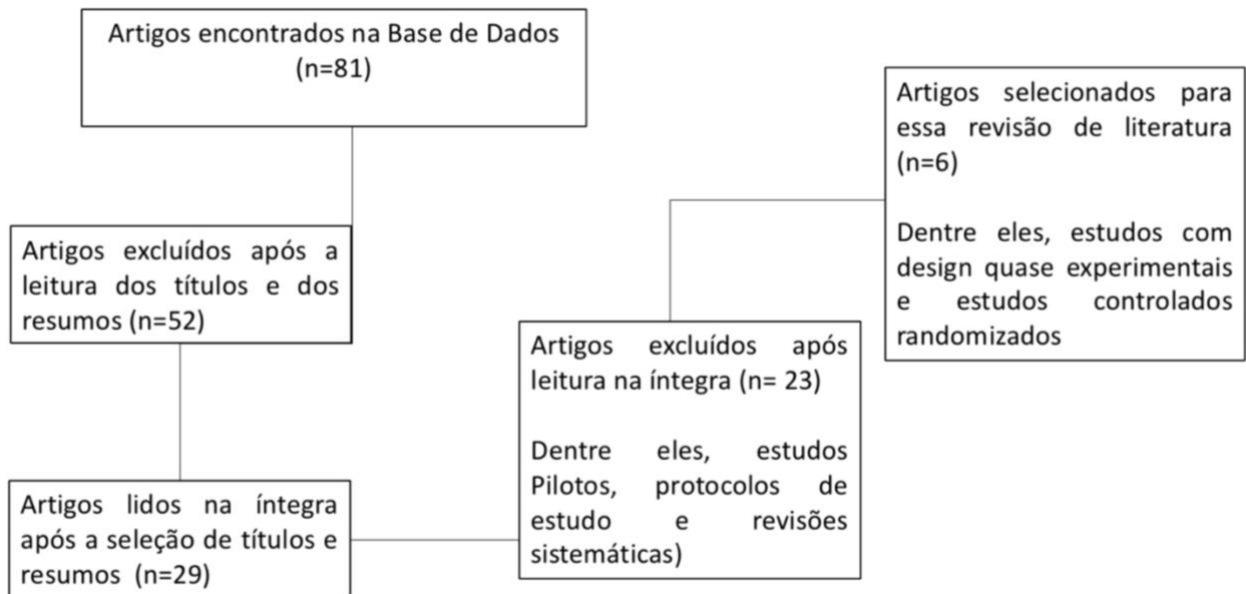 Artigos encontrados na Base de Dados
(n=81)
Artigos excluídos após a
leitura dos títulos e dos
resumos (n=52)
Artigos lidos na íntegra
após a seleção de títulos e
resumos (n=29)
Artigos excluídos após
leitura na íntegra (n= 23)
Dentre eles, estudos
Pilotos, protocolos de
estudo e revisões
sistemáticas)
Artigos selecionados para
essa revisão de literatura
(n=6)
Dentre eles, estudos com
design quase experimentais
e estudos controlados
randomizados